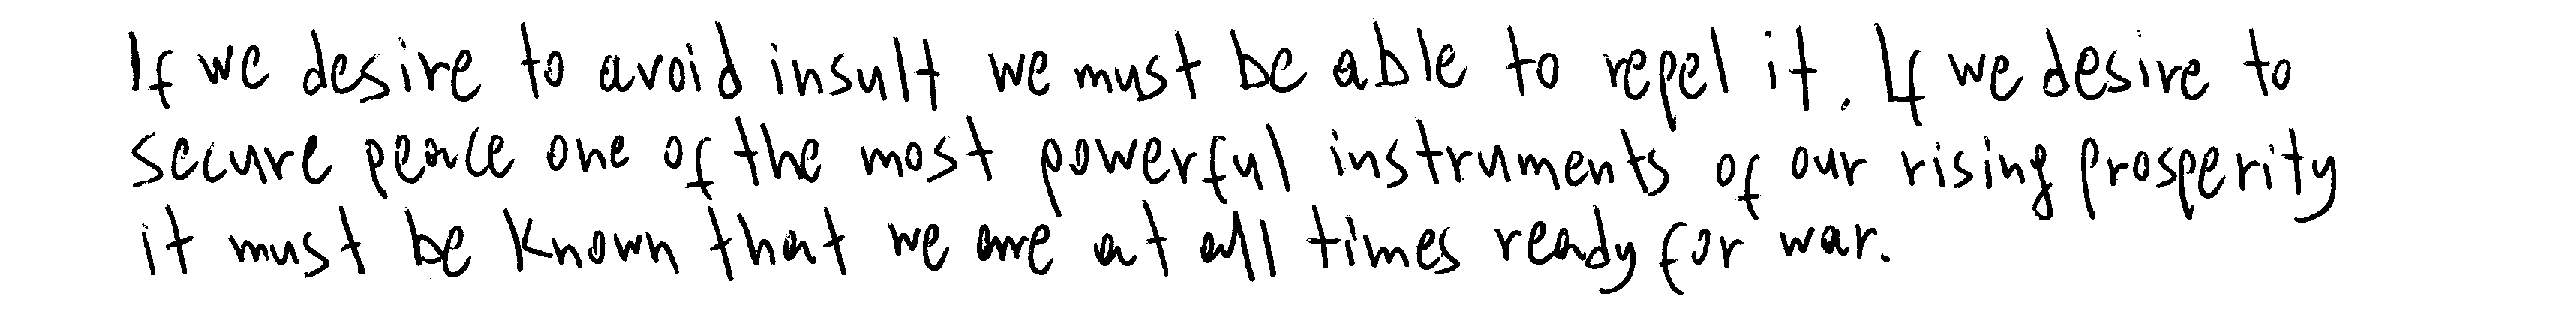 If we desire to avoid insult we must be able to repel it. If we desire to
secure peace one of the most powerful instruments of our rising prosperity
it must be known that we are at all times ready for war.